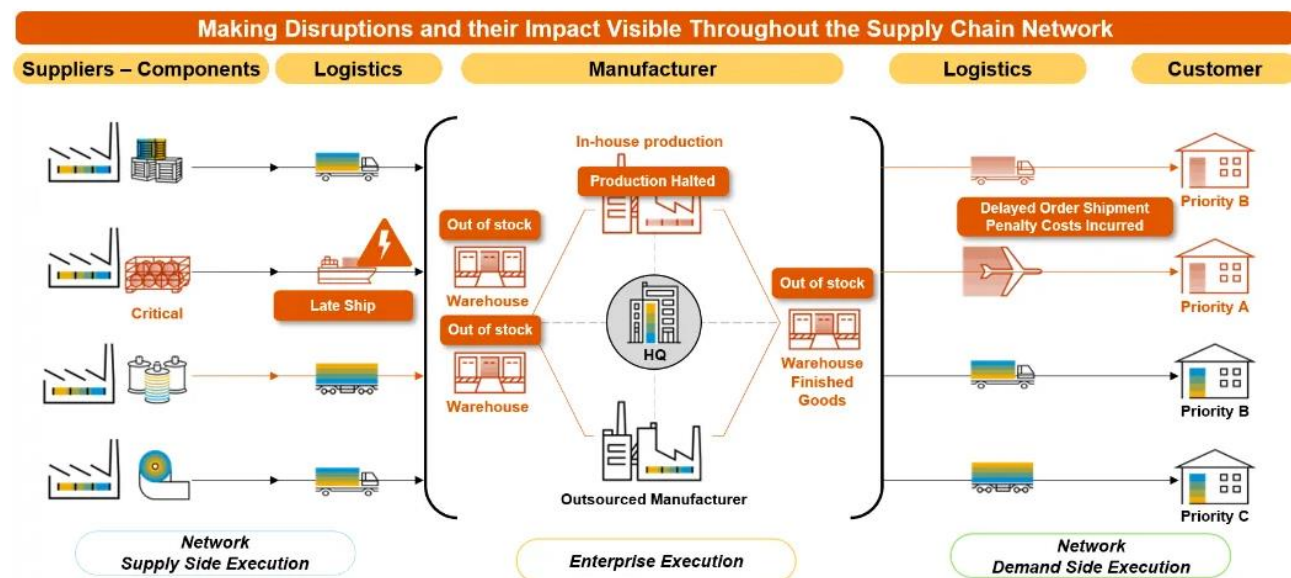 Making Disruptions and their Impact Visible Throughout the Supply Chain Network
Suppliers – Components
Logistics
Manufacturer
Logistics
Customer
In-house production
Production Halted
Priority B
Critical
Late Ship
Out of stock
Warehouse
Out of stock
Warehouse
HQ
Out of stock
Warehouse
Finished
Goods
Outsourced Manufacturer
Delayed Order Shipment
Penalty Costs Incurred
Priority A
Priority B
Priority C
Network
Supply Side Execution
Enterprise Execution
Network
Demand Side Execution